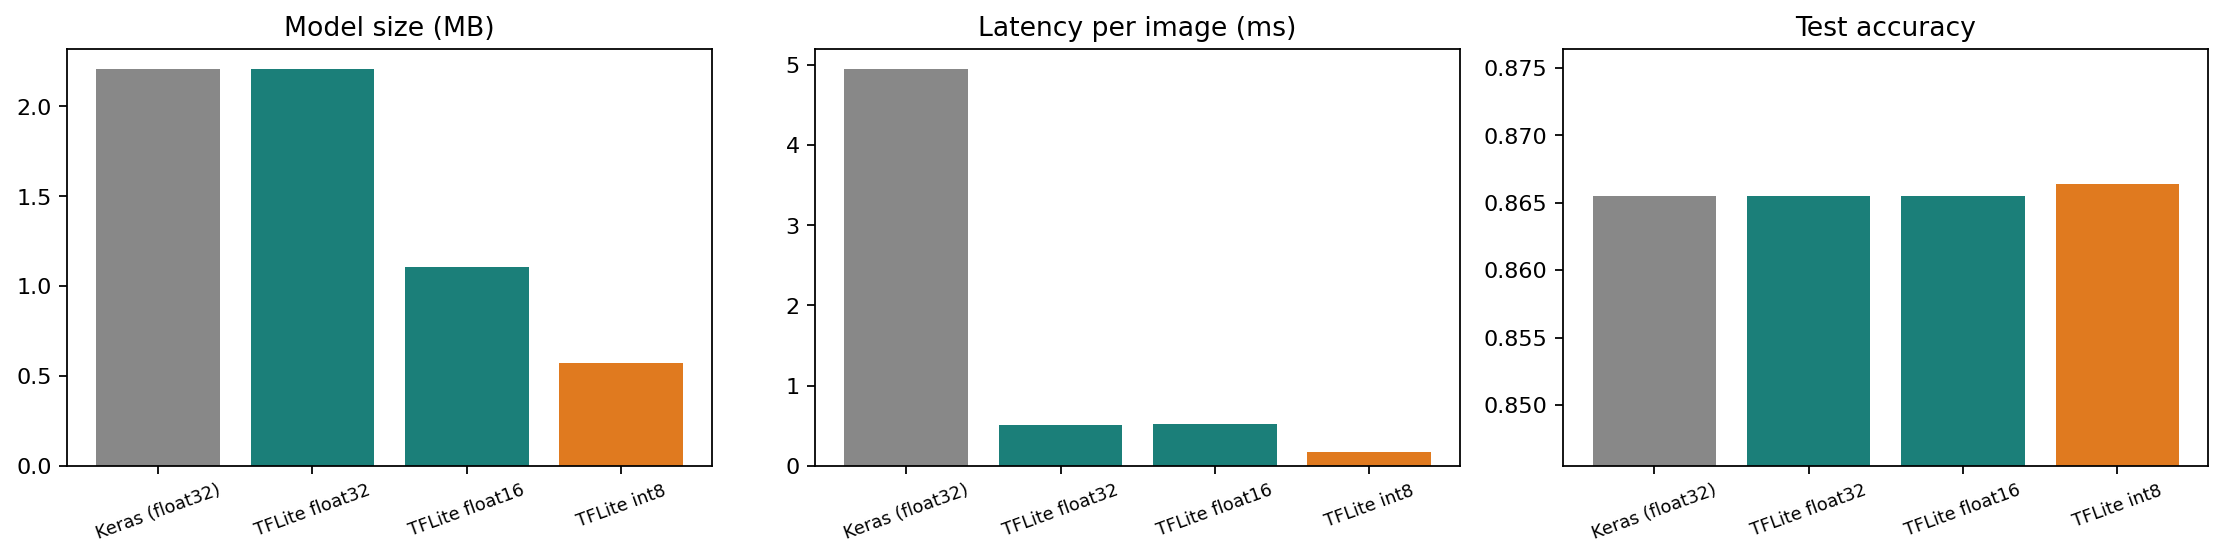 Model size (MB)
2.0
1.5
1.0
0.5
0.0
Keras (float32)
TFLite float32
TFLite float16
TFLite int8
Latency per image (ms)
5
4
3
2
1
0
Keras (float32)
TFLite float32
TFLite float16
TFLite int8
Test accuracy
0.875
0.870
0.865
0.860
0.855
0.850
Keras (float32)
TFLite float32
TFLite float16
TFLite int8